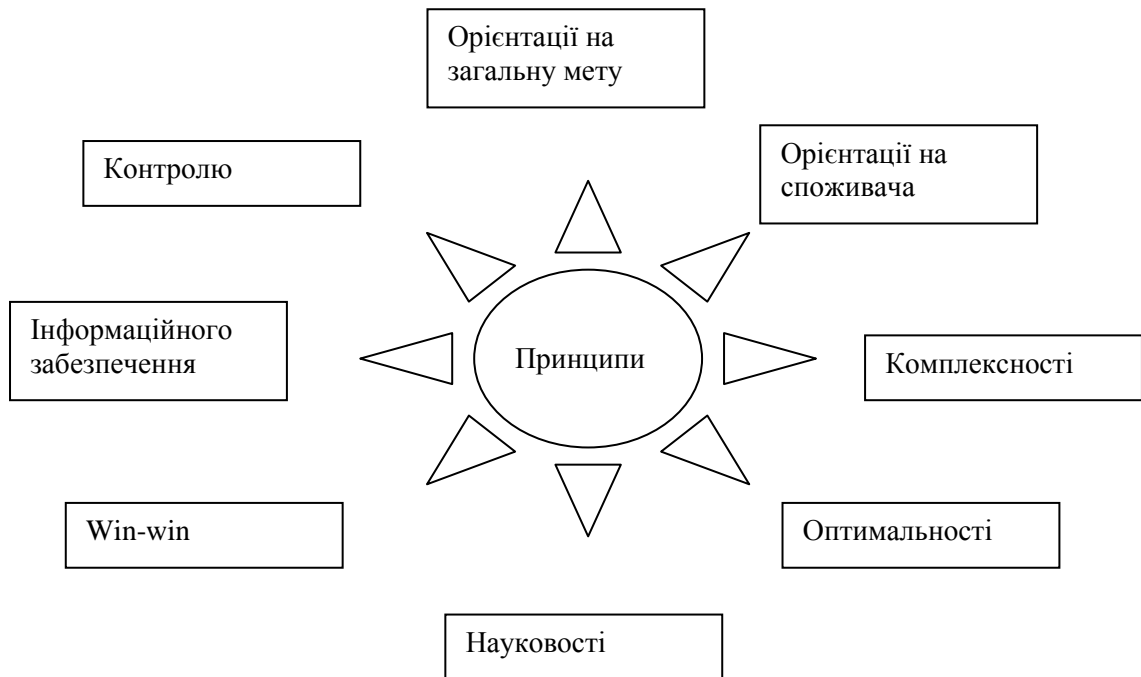 Орієнтації на
загальну мету
Контролю
Орієнтації на
споживача
Інформаційного
забезпечення
Принципи
Комплексності
Win-win
Оптимальності
Науковості